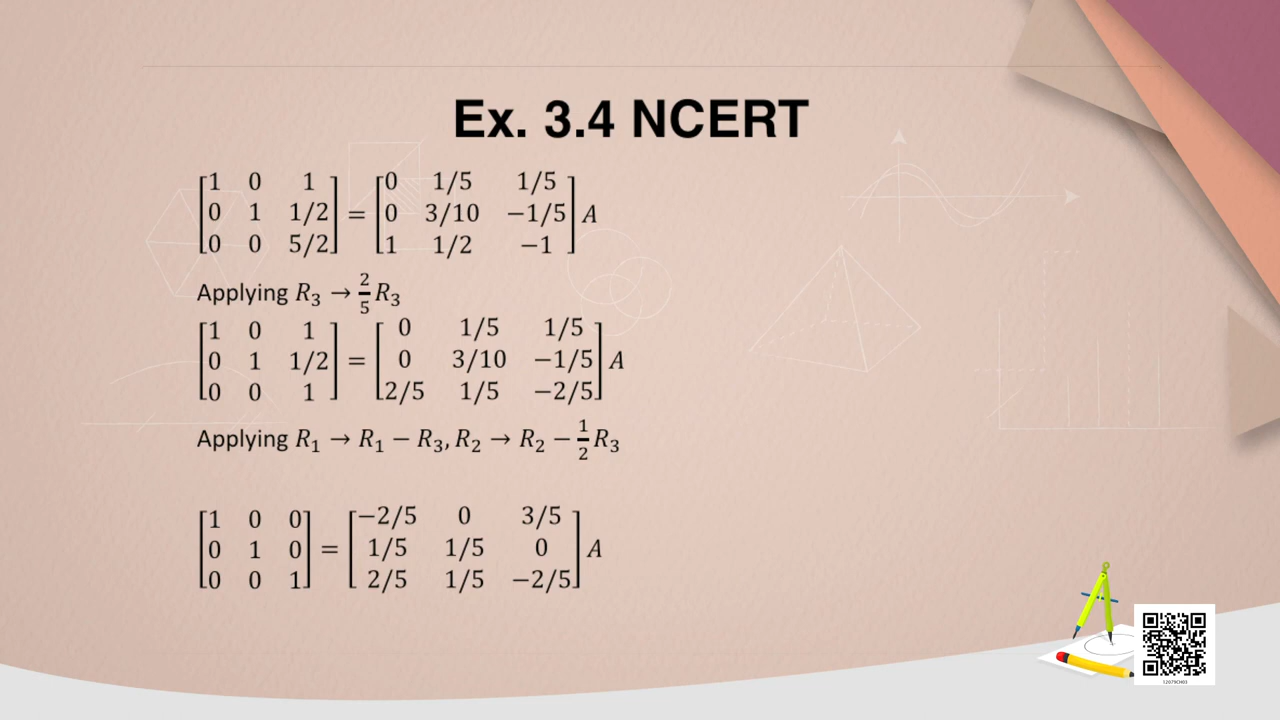 Ex. 3.4 NCERT
[1 0 1; 0 1 1/2; 0 0 5/2] = [0 1/5 1/5; 0 3/10 −1/5; 1 1/2 −1] A
Applying R₃ → 2/5 R₃
[1 0 1; 0 1 1/2; 0 0 1] = [0 1/5 1/5; 0 3/10 −1/5; 2/5 1/5 −2/5] A
Applying R₁ → R₁ − R₃, R₂ → R₂ − 1/2 R₃
[1 0 0; 0 1 0; 0 0 1] = [−2/5 0 3/5; 1/5 1/5 0; 2/5 1/5 −2/5] A